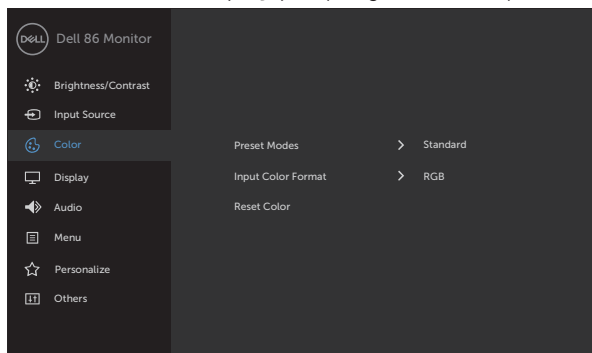 DELL Dell 86 Monitor
Brightness/Contrast
Input Source
Color
Preset Modes Standard
Display
Input Color Format RGB
Audio
Reset Color
Menu
Personalize
Others